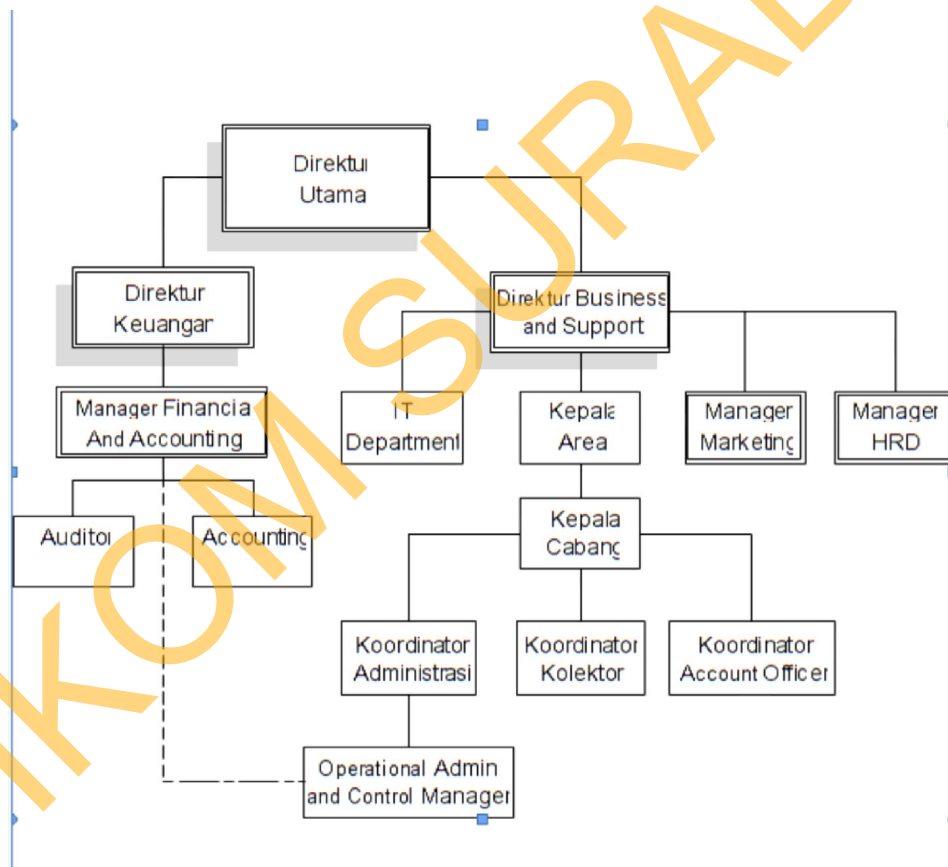 Direktur
Utama
Direktur
Keuangan
Direktur Business
and Support
Manager Financia
And Accounting
IT
Department
Kepala
Area
Manager
Marketing
Manager
HRD
Auditor
Accounting
Kepala
Cabang
Koordinator
Administrasi
Koordinator
Kolektor
Koordinator
Account Officer
Operational Admin
and Control Manager
IKOM SURAB